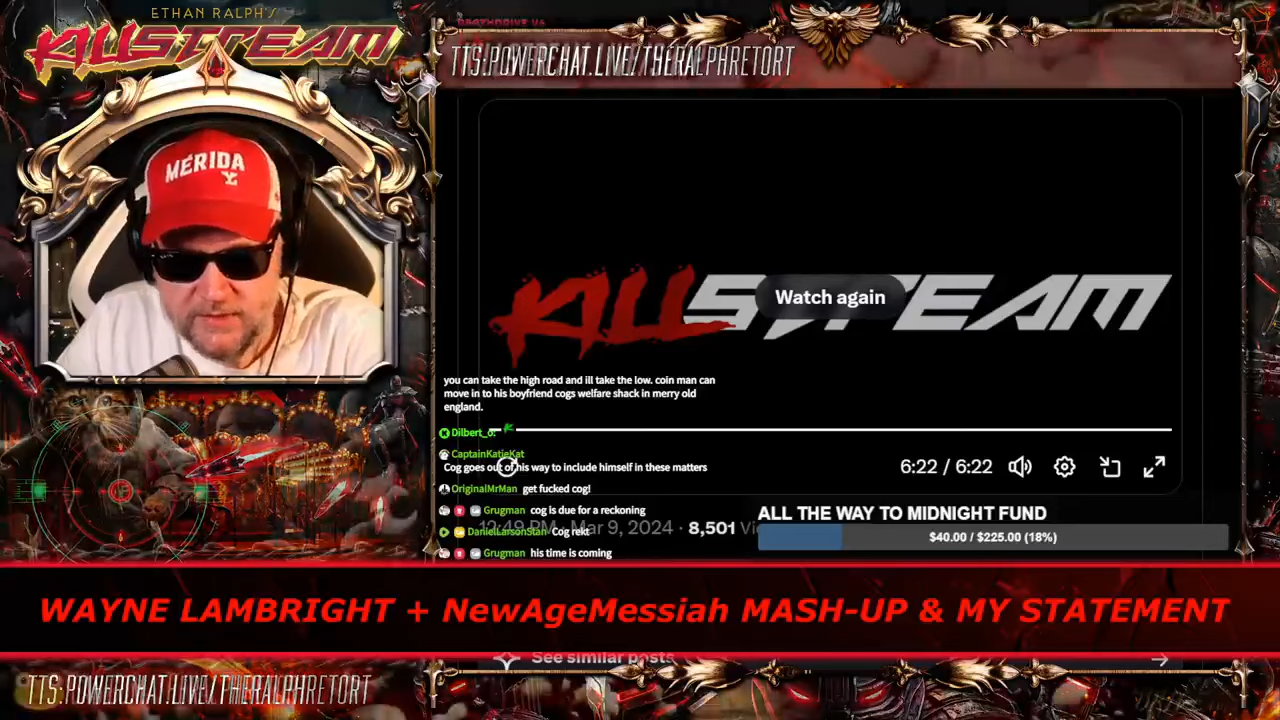 ETHAN RALPH'S
KILLSTREAM
TTS:POWERCHAT.LIVE/THERALPHRETORT
MÉRIDA
KILLSTREAM
Watch again
you can take the high road and ill take the low. coin man can
move in to his boyfriend cogs welfare shack in merry old
england.
Dilbert_o:
CaptainKatieKat
Cog goes out of his way to include himself in these matters
6:22 / 6:22
OriginalMrMan get fucked cog!
Grugman cog is due for a reckoning
12:49 PM · Mar 9, 2024 · 8,501 Vi
DanielLarsonStan Cog rekt
Grugman his time is coming
ALL THE WAY TO MIDNIGHT FUND
$40.00 / $225.00 (18%)
WAYNE LAMBRIGHT + NewAgeMessiah MASH-UP & MY STATEMENT
See similar posts
TTS:POWERCHAT.LIVE/THERALPHRETORT